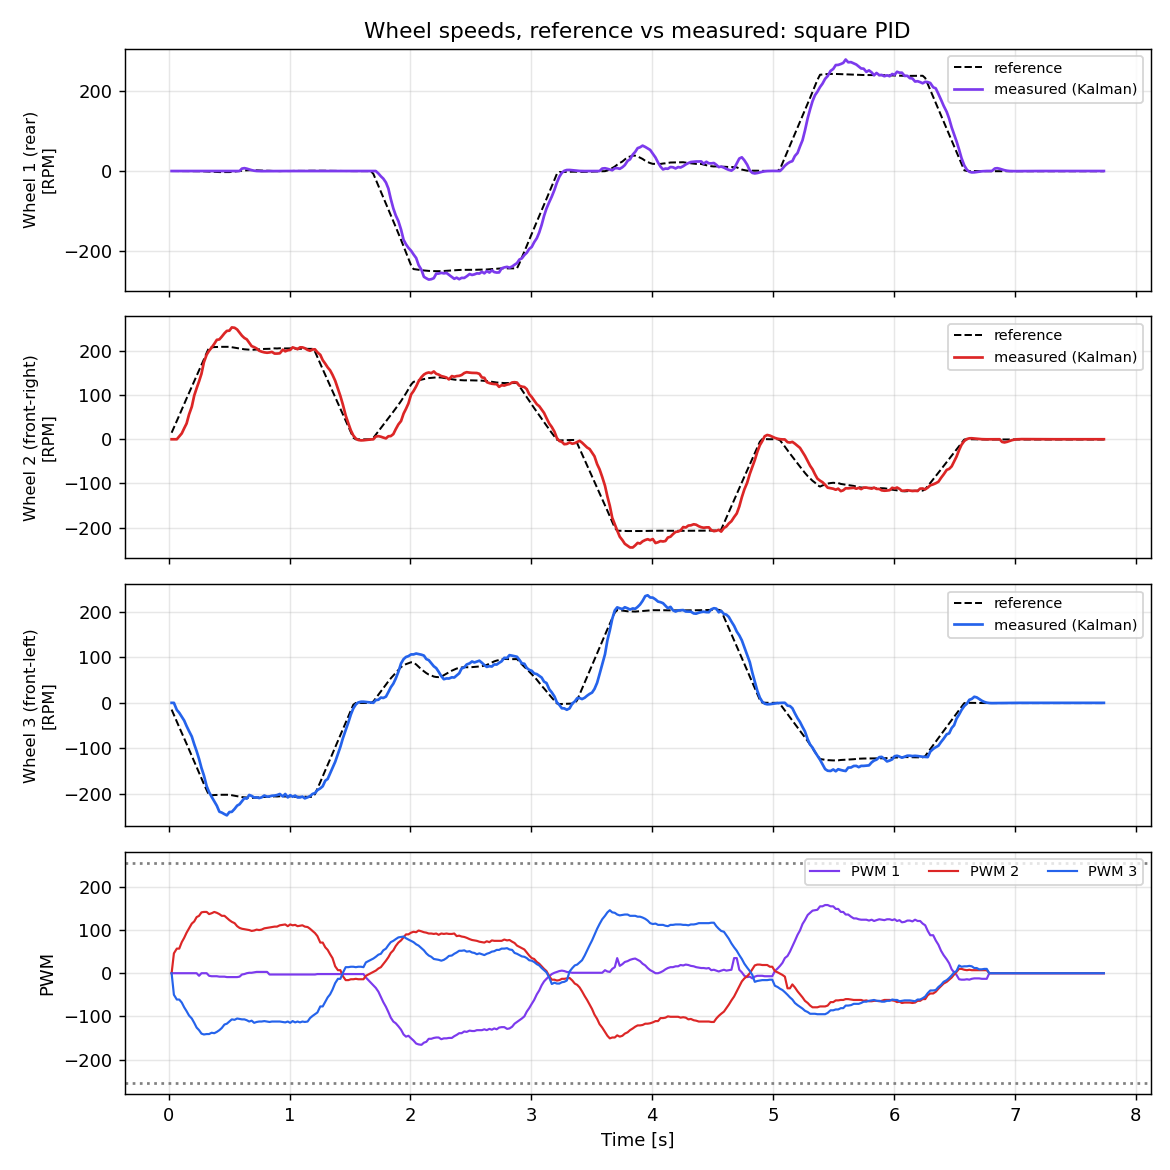 Wheel speeds, reference vs measured: square PID
Wheel 1 (rear)
[RPM]
200
0
−200
reference
measured (Kalman)
Wheel 2 (front-right)
[RPM]
200
100
0
−100
−200
reference
measured (Kalman)
Wheel 3 (front-left)
[RPM]
200
100
0
−100
−200
reference
measured (Kalman)
PWM
200
100
0
−100
−200
PWM 1 PWM 2 PWM 3
0 1 2 3 4 5 6 7 8
Time [s]